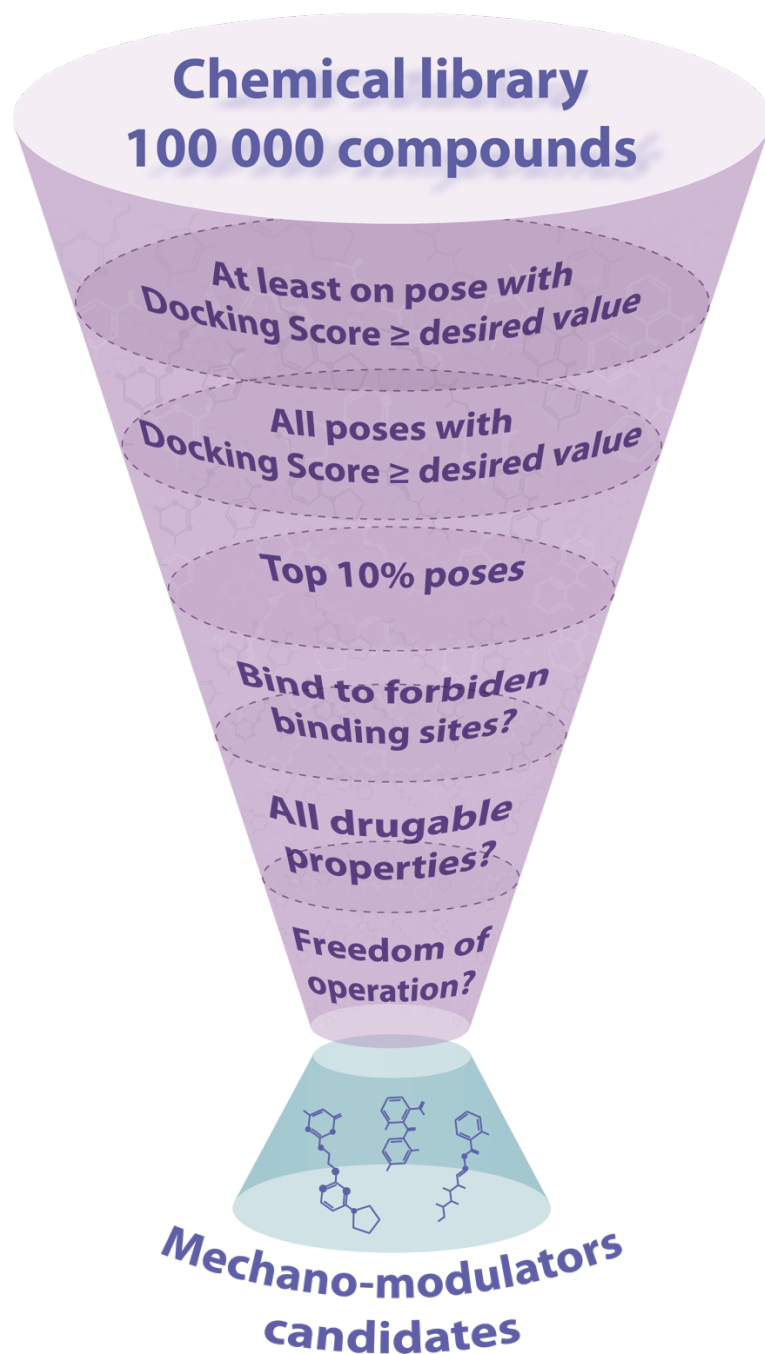 Chemical library
100 000 compounds
At least on pose with
Docking Score ≥ desired value
All poses with
Docking Score ≥ desired value
Top 10% poses
Bind to forbiden
binding sites?
All drugable
properties?
Freedom of
operation?
Mechano-modulators
candidates